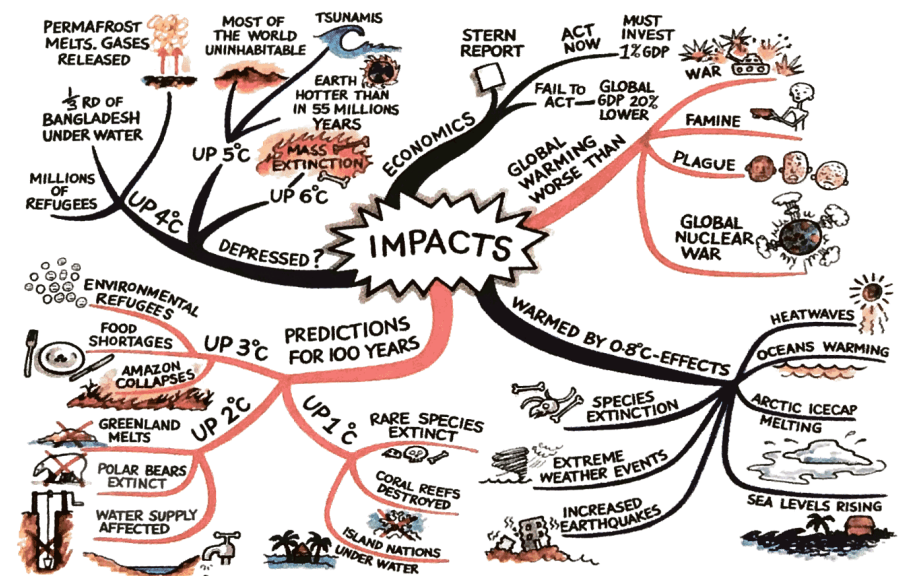 PERMAFROST
MELTS. GASES
RELEASED
MOST OF
THE WORLD
UNINHABITABLE
TSUNAMIS
EARTH
HOTTER THAN
IN 55 MILLIONS
YEARS
1/3 RD OF
BANGLADESH
UNDER WATER
MILLIONS
OF
REFUGEES
UP 4°C
UP 5°C
MASS
EXTINCTION
UP 6°C
DEPRESSED?
STERN
REPORT
ACT
NOW
MUST
INVEST
1% GDP
FAIL TO
ACT
GLOBAL
GDP 20%
LOWER
ECONOMICS
GLOBAL
WARMING
WORSE THAN
WAR
FAMINE
PLAGUE
GLOBAL
NUCLEAR
WAR
IMPACTS
PREDICTIONS
FOR 100 YEARS
UP 3°C
ENVIRONMENTAL
REFUGEES
FOOD
SHORTAGES
AMAZON
COLLAPSES
UP 2°C
GREENLAND
MELTS
POLAR BEARS
EXTINCT
WATER SUPPLY
AFFECTED
UP 1°C
RARE SPECIES
EXTINCT
CORAL REEFS
DESTROYED
ISLAND NATIONS
UNDER WATER
WARMED BY 0·8°C-EFFECTS
HEATWAVES
OCEANS WARMING
ARCTIC ICECAP
MELTING
SEA LEVELS RISING
SPECIES
EXTINCTION
EXTREME
WEATHER EVENTS
INCREASED
EARTHQUAKES